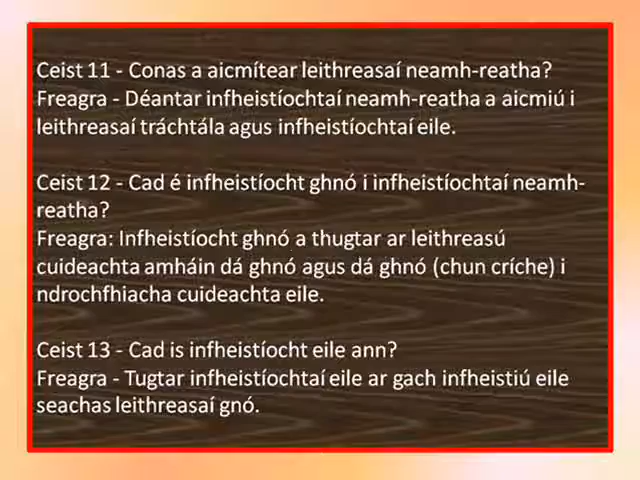 Ceist 11 - Conas a aicmítear leithreasaí neamh-reatha?
Freagra - Déantar infheistíochtaí neamh-reatha a aicmiú i
leithreasaí tráchtála agus infheistíochtaí eile.
Ceist 12 - Cad é infheistíocht ghnó i infheistíochtaí neamh-
reatha?
Freagra: Infheistíocht ghnó a thugtar ar leithreasú
cuideachta amháin dá ghnó agus dá ghnó (chun críche) i
ndrochfhiacha cuideachta eile.
Ceist 13 - Cad is infheistíocht eile ann?
Freagra - Tugtar infheistíochtaí eile ar gach infheistiú eile
seachas leithreasaí gnó.